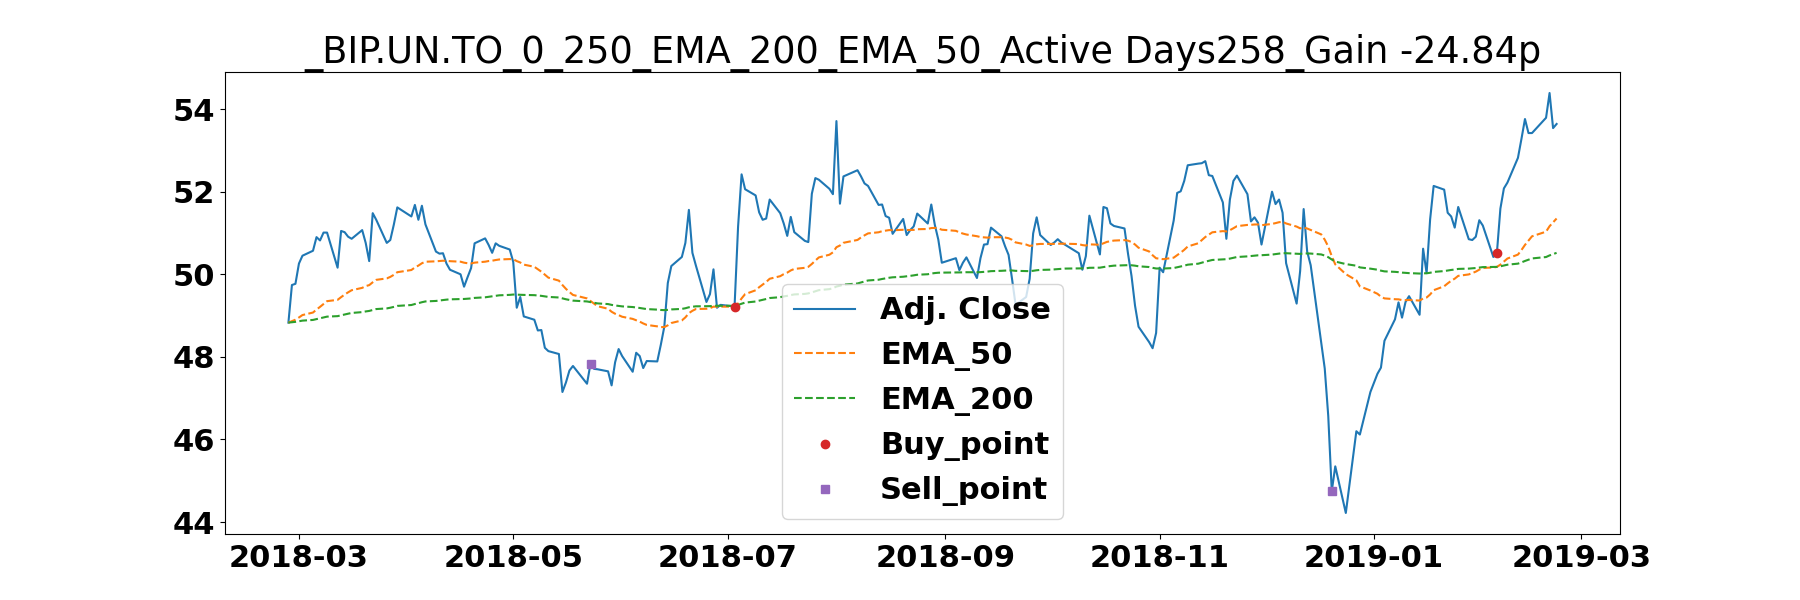 _BIP.UN.TO_0_250_EMA_200_EMA_50_Active Days258_Gain -24.84p
54
52
50
48
46
44
Adj. Close
EMA_50
EMA_200
Buy_point
Sell_point
2018-03 2018-05 2018-07 2018-09 2018-11 2019-01 2019-03